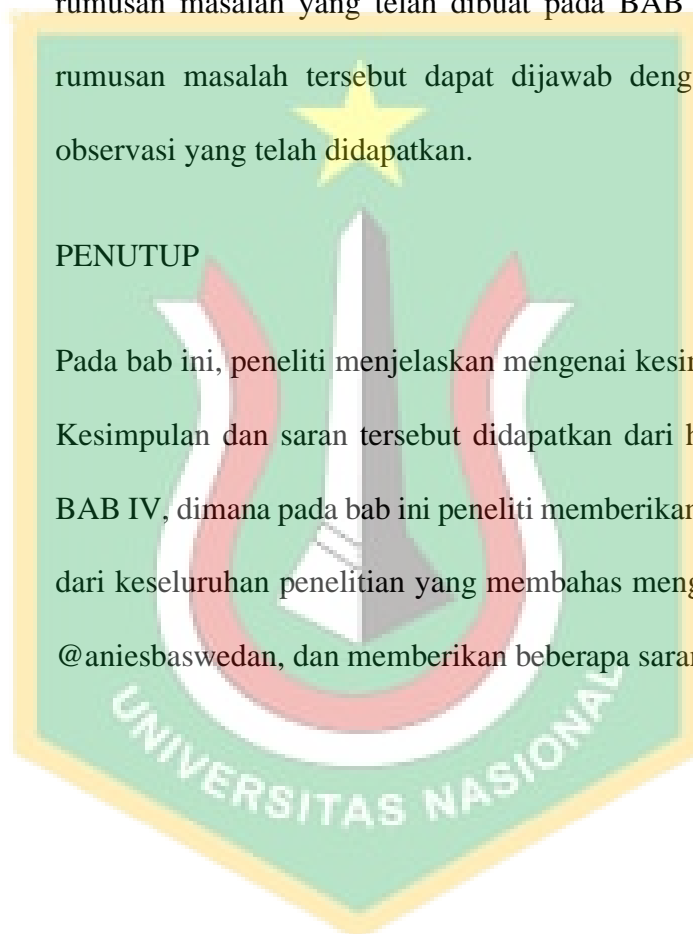 rumusan masalah yang telah dibuat pada BAB
rumusan masalah tersebut dapat dijawab deng
observasi yang telah didapatkan.
PENUTUP
Pada bab ini, peneliti menjelaskan mengenai kesim
Kesimpulan dan saran tersebut didapatkan dari h
BAB IV, dimana pada bab ini peneliti memberikan
dari keseluruhan penelitian yang membahas meng
@aniesbaswedan, dan memberikan beberapa saran
UNIVERSITAS NASIONAL